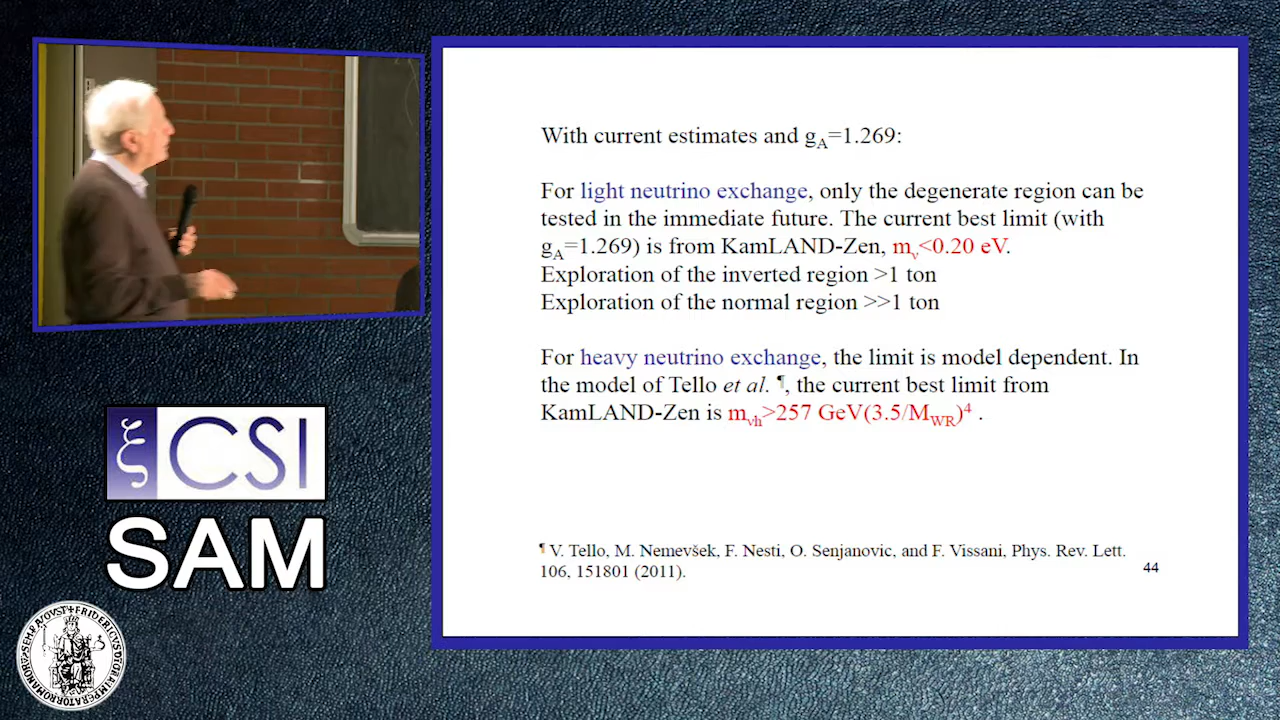 With current estimates and gA=1.269:
For light neutrino exchange, only the degenerate region can be
tested in the immediate future. The current best limit (with
gA=1.269) is from KamLAND-Zen, mν<0.20 eV.
Exploration of the inverted region >1 ton
Exploration of the normal region >>1 ton
For heavy neutrino exchange, the limit is model dependent. In
the model of Tello et al. ¶, the current best limit from
KamLAND-Zen is mνh>257 GeV(3.5/MWR)⁴ .
¶ V. Tello, M. Nemevšek, F. Nesti, O. Senjanovic, and F. Vissani, Phys. Rev. Lett.
106, 151801 (2011).
44
ξCSI
SAM